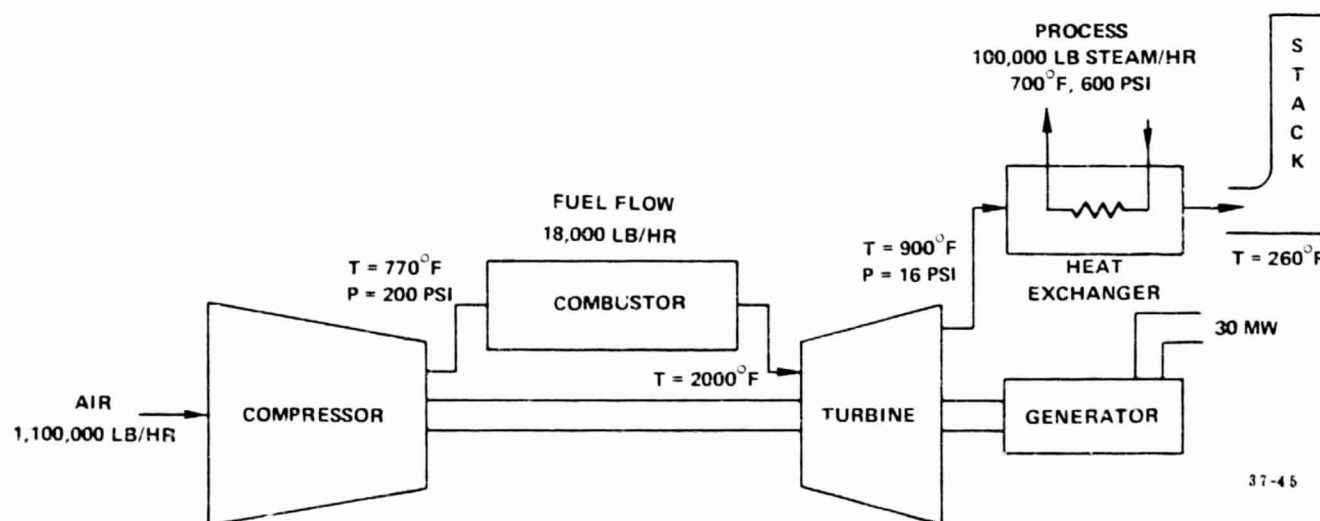 PROCESS
100,000 LB STEAM/HR
700°F, 600 PSI
STACK
FUEL FLOW
18,000 LB/HR
T = 770°F
P = 200 PSI
COMBUSTOR
T = 900°F
P = 16 PSI
HEAT
EXCHANGER
T = 260°F
30 MW
T = 2000°F
AIR
1,100,000 LB/HR
COMPRESSOR
TURBINE
GENERATOR
37-45